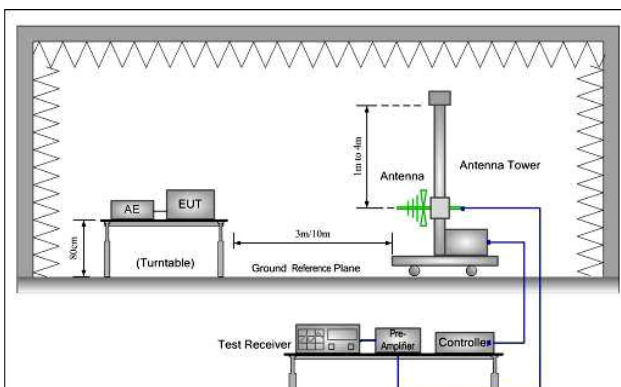 1m to 4m
Antenna
Antenna Tower
AE
EUT
80cm
(Turntable)
3m/10m
Ground Reference Plane
Test Receiver
Pre-
Amplifier
Controller